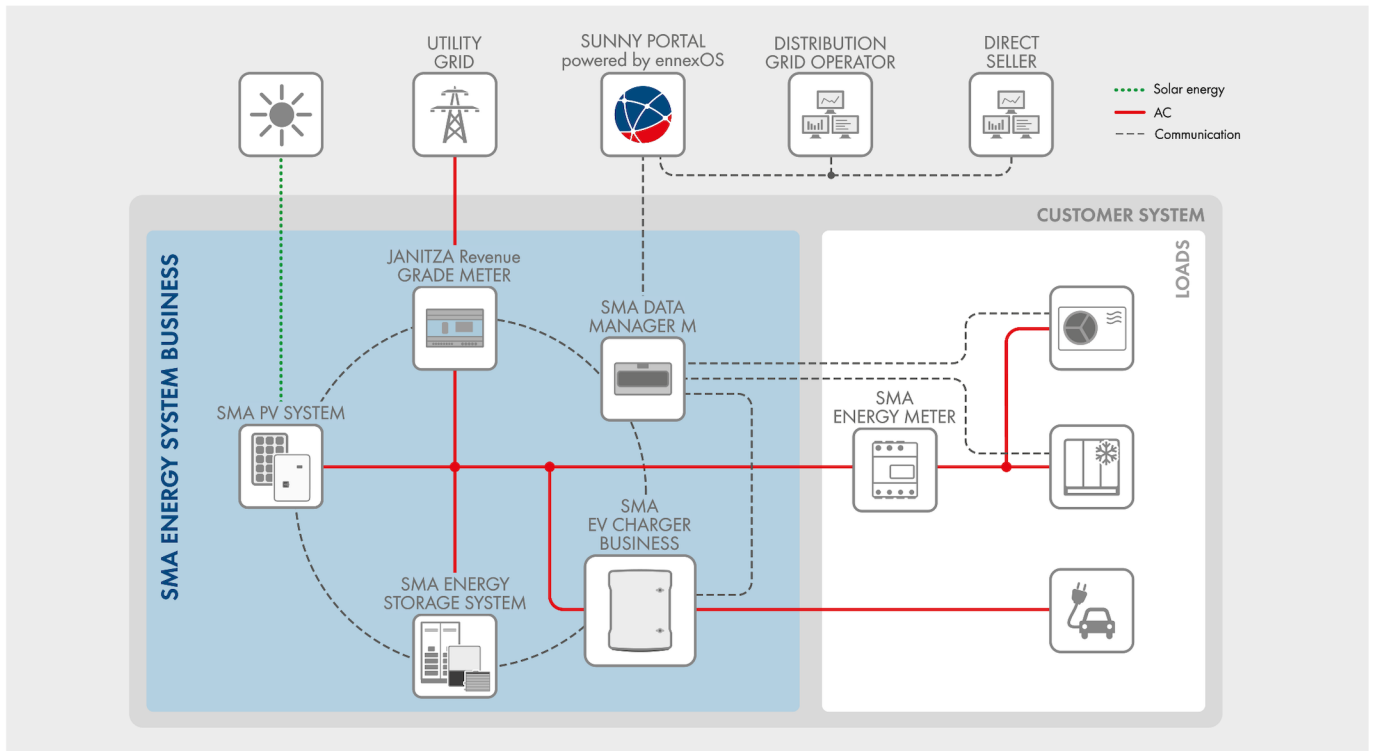 UTILITY
GRID
SUNNY PORTAL
powered by ennexOS
DISTRIBUTION
GRID OPERATOR
DIRECT
SELLER
Solar energy
AC
Communication
CUSTOMER SYSTEM
SMA ENERGY SYSTEM BUSINESS
LOADS
JANITZA Revenue
GRADE METER
SMA DATA
MANAGER M
SMA PV SYSTEM
SMA
ENERGY METER
SMA
EV CHARGER
BUSINESS
SMA ENERGY
STORAGE SYSTEM